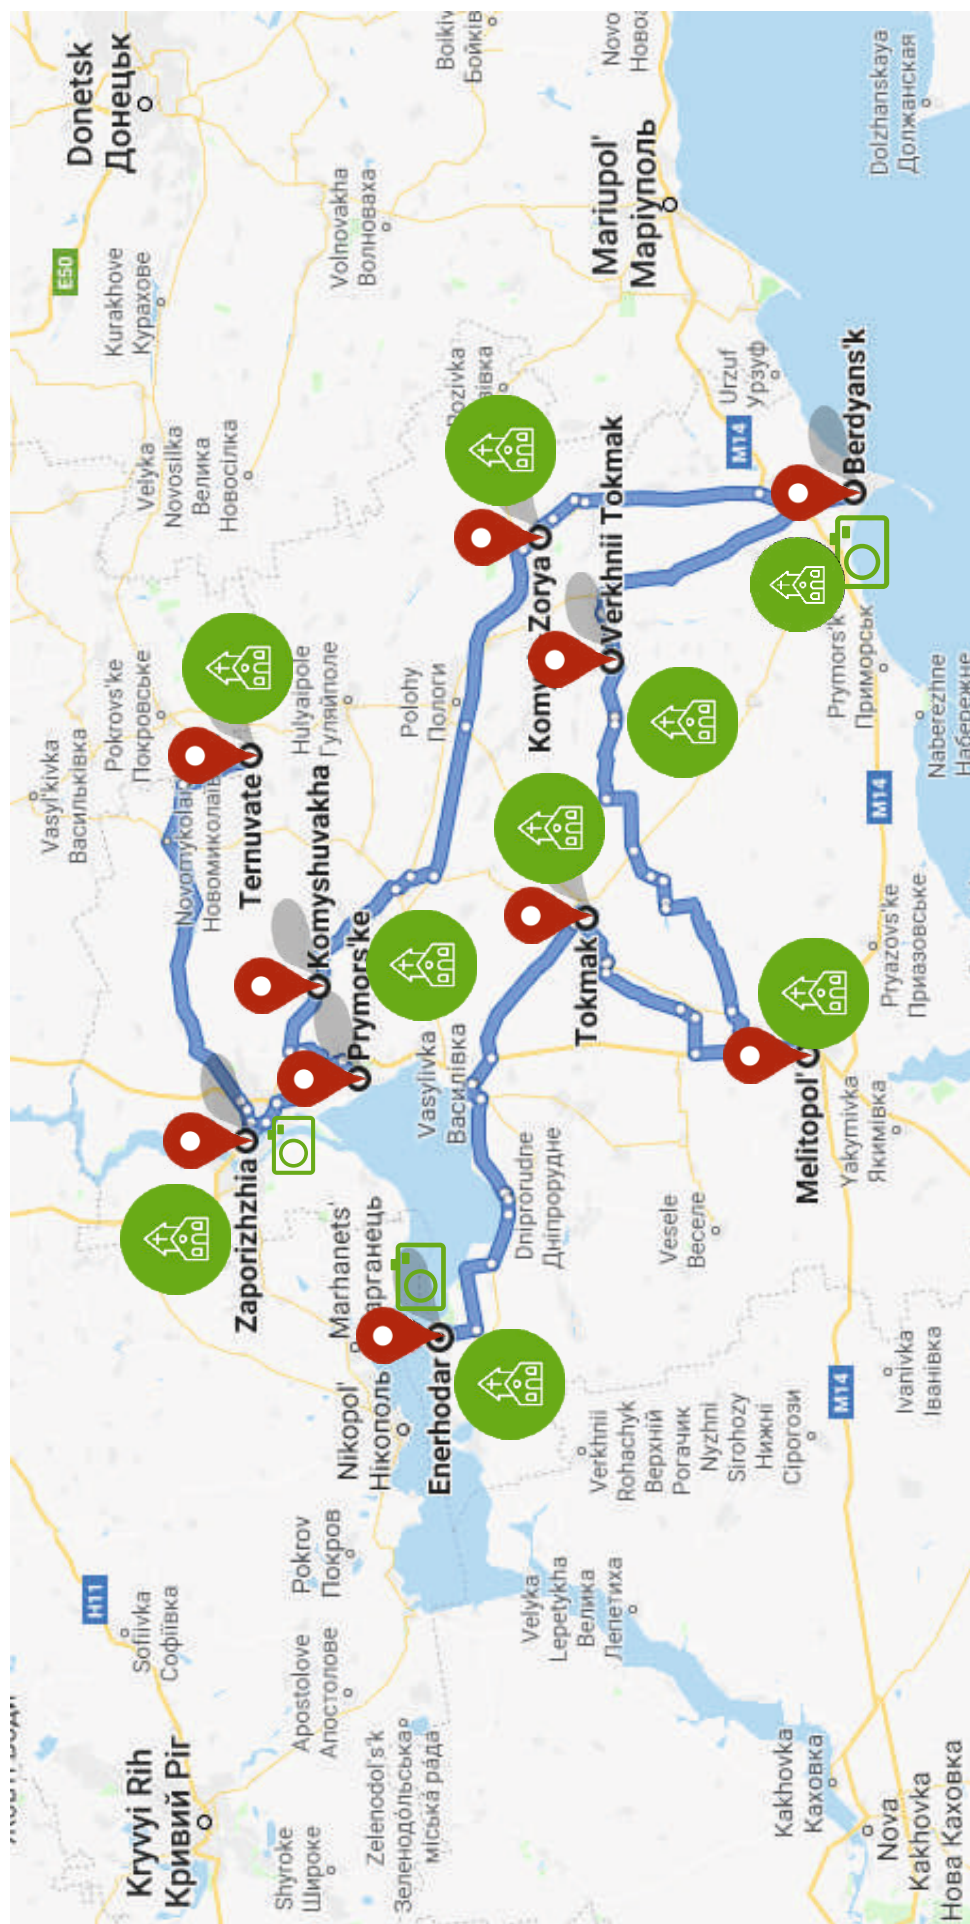 Donetsk
Донецьк
E50
Kurakhove
Курахове
Volnovakha
Волноваха
Mariupol'
Маріуполь
Dolzhanskaya
Должанская
Urzuf
Урзуф
M14
Berdyans'k
Velyka
Novosilka
Велика
Новосілка
Verkhnii Tokmak
Zorya
Pokrovs'ke
Покровське
Hulyaipole
Гуляйполе
Polohy
Пологи
Vasyl'kivka
Васильківка
Ternuvate
Komyshuvakha
Prymors'ke
Prymors'k
Приморськ
Naberezhne
M14
Pryazovs'ke
Приазовське
Tokmak
Vasylivka
Василівка
Melitopol'
Yakymivka
Якимівка
Zaporizhzhia
Marhanets'
Dniprorudne
Дніпрорудне
Vesele
Веселе
Nikopol'
Нікополь
Enerhodar
M14
Ivanivka
Іванівка
Verkhnii
Rohachyk
Верхній
Рогачик
Nyzhni
Sirohozy
Нижні
Сірогози
Pokrov
Покров
H11
Sofiivka
Софіївка
Velyka
Lepetykha
Велика
Лепетиха
Apostolove
Апостолове
Kryvyi Rih
Кривий Ріг
Shyroke
Широке
Zelenodol's'k
Зеленодо́льська
міська ра́да
Kakhovka
Каховка
Nova
Kakhovka
Нова Каховка